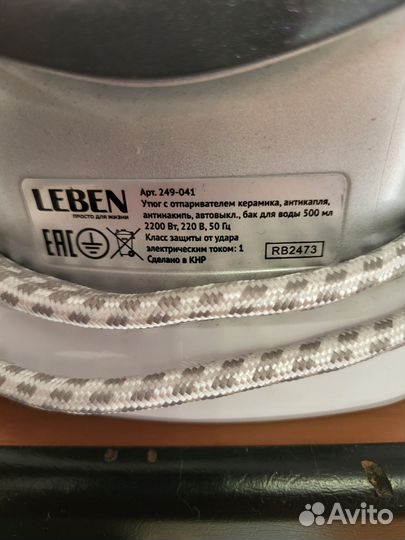 LEBEN
ПРОСТО ДЛЯ ЖИЗНИ
Арт. 249-041
Утюг с отпаривателем керамика, антикапля,
антинакипь, автовыкл., бак для воды 500 мл
2200 Вт, 220 В, 50 Гц
Класс защиты от удара
электрическим током: 1
Сделано в КНР
EAC
RB2473
Avito